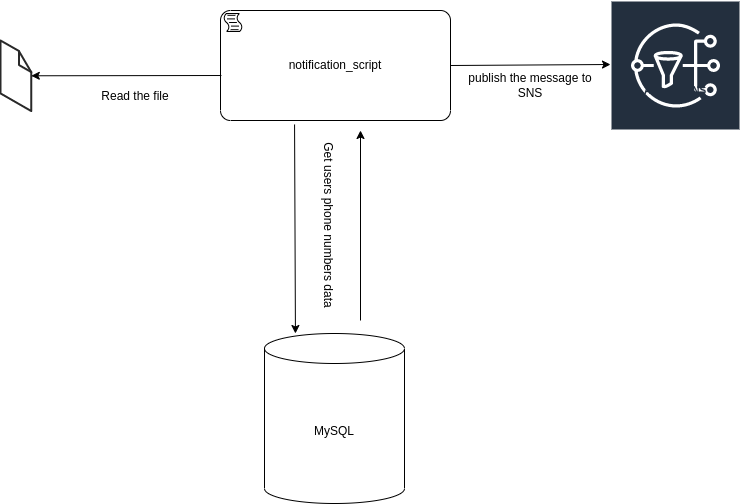 notification_script
publish the message to
SNS
Read the file
Get users phone numbers data
MySQL